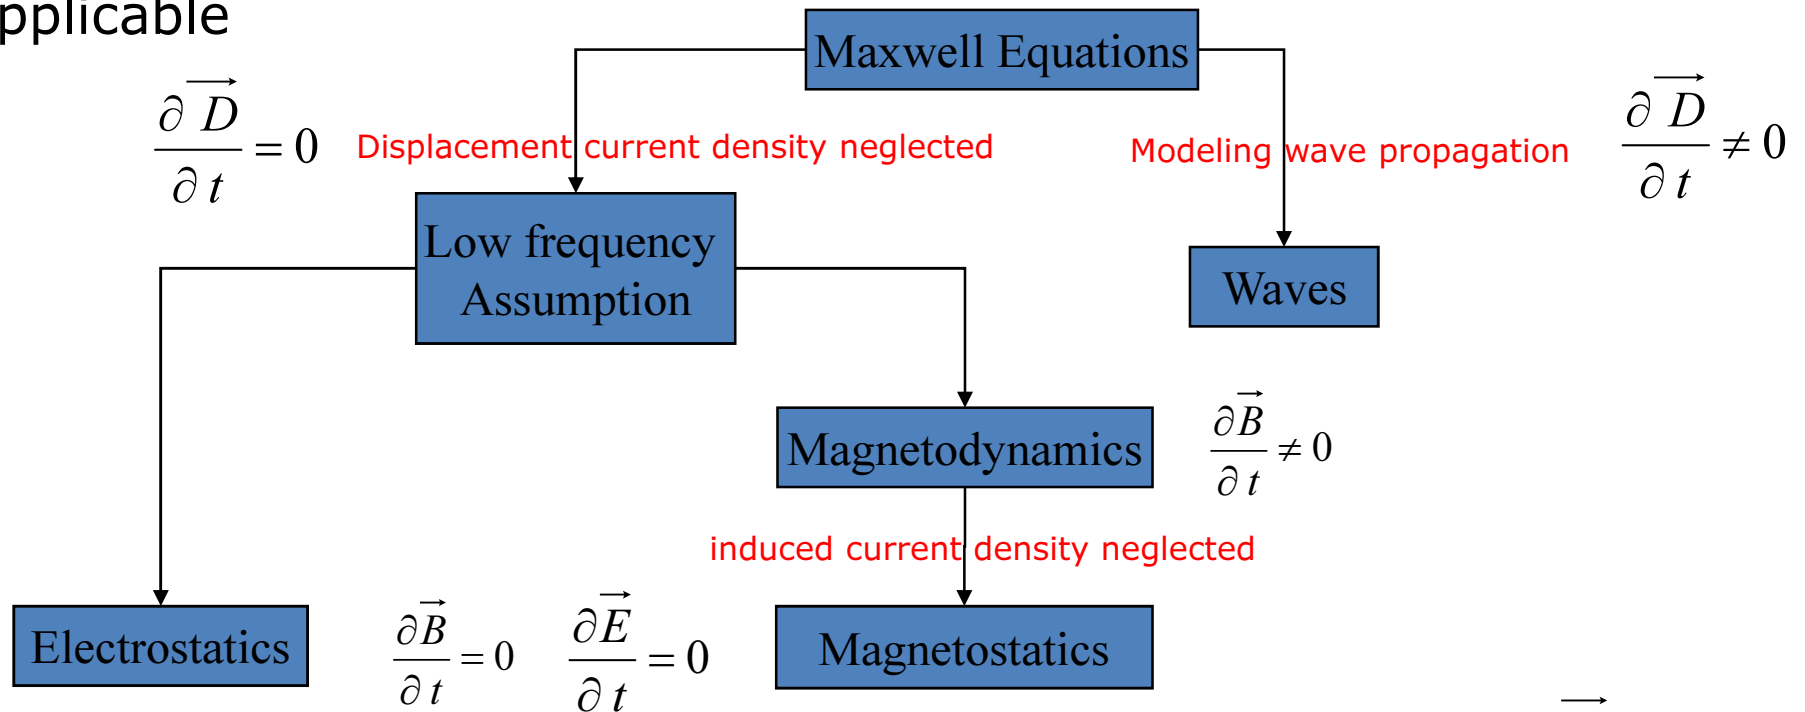 pplicable
Maxwell Equations
∂D⃗/∂t = 0
Displacement current density neglected
Modeling wave propagation
∂D⃗/∂t ≠ 0
Low frequency
Assumption
Waves
Magnetodynamics
∂B⃗/∂t ≠ 0
induced current density neglected
Electrostatics
∂B⃗/∂t = 0
∂E⃗/∂t = 0
Magnetostatics